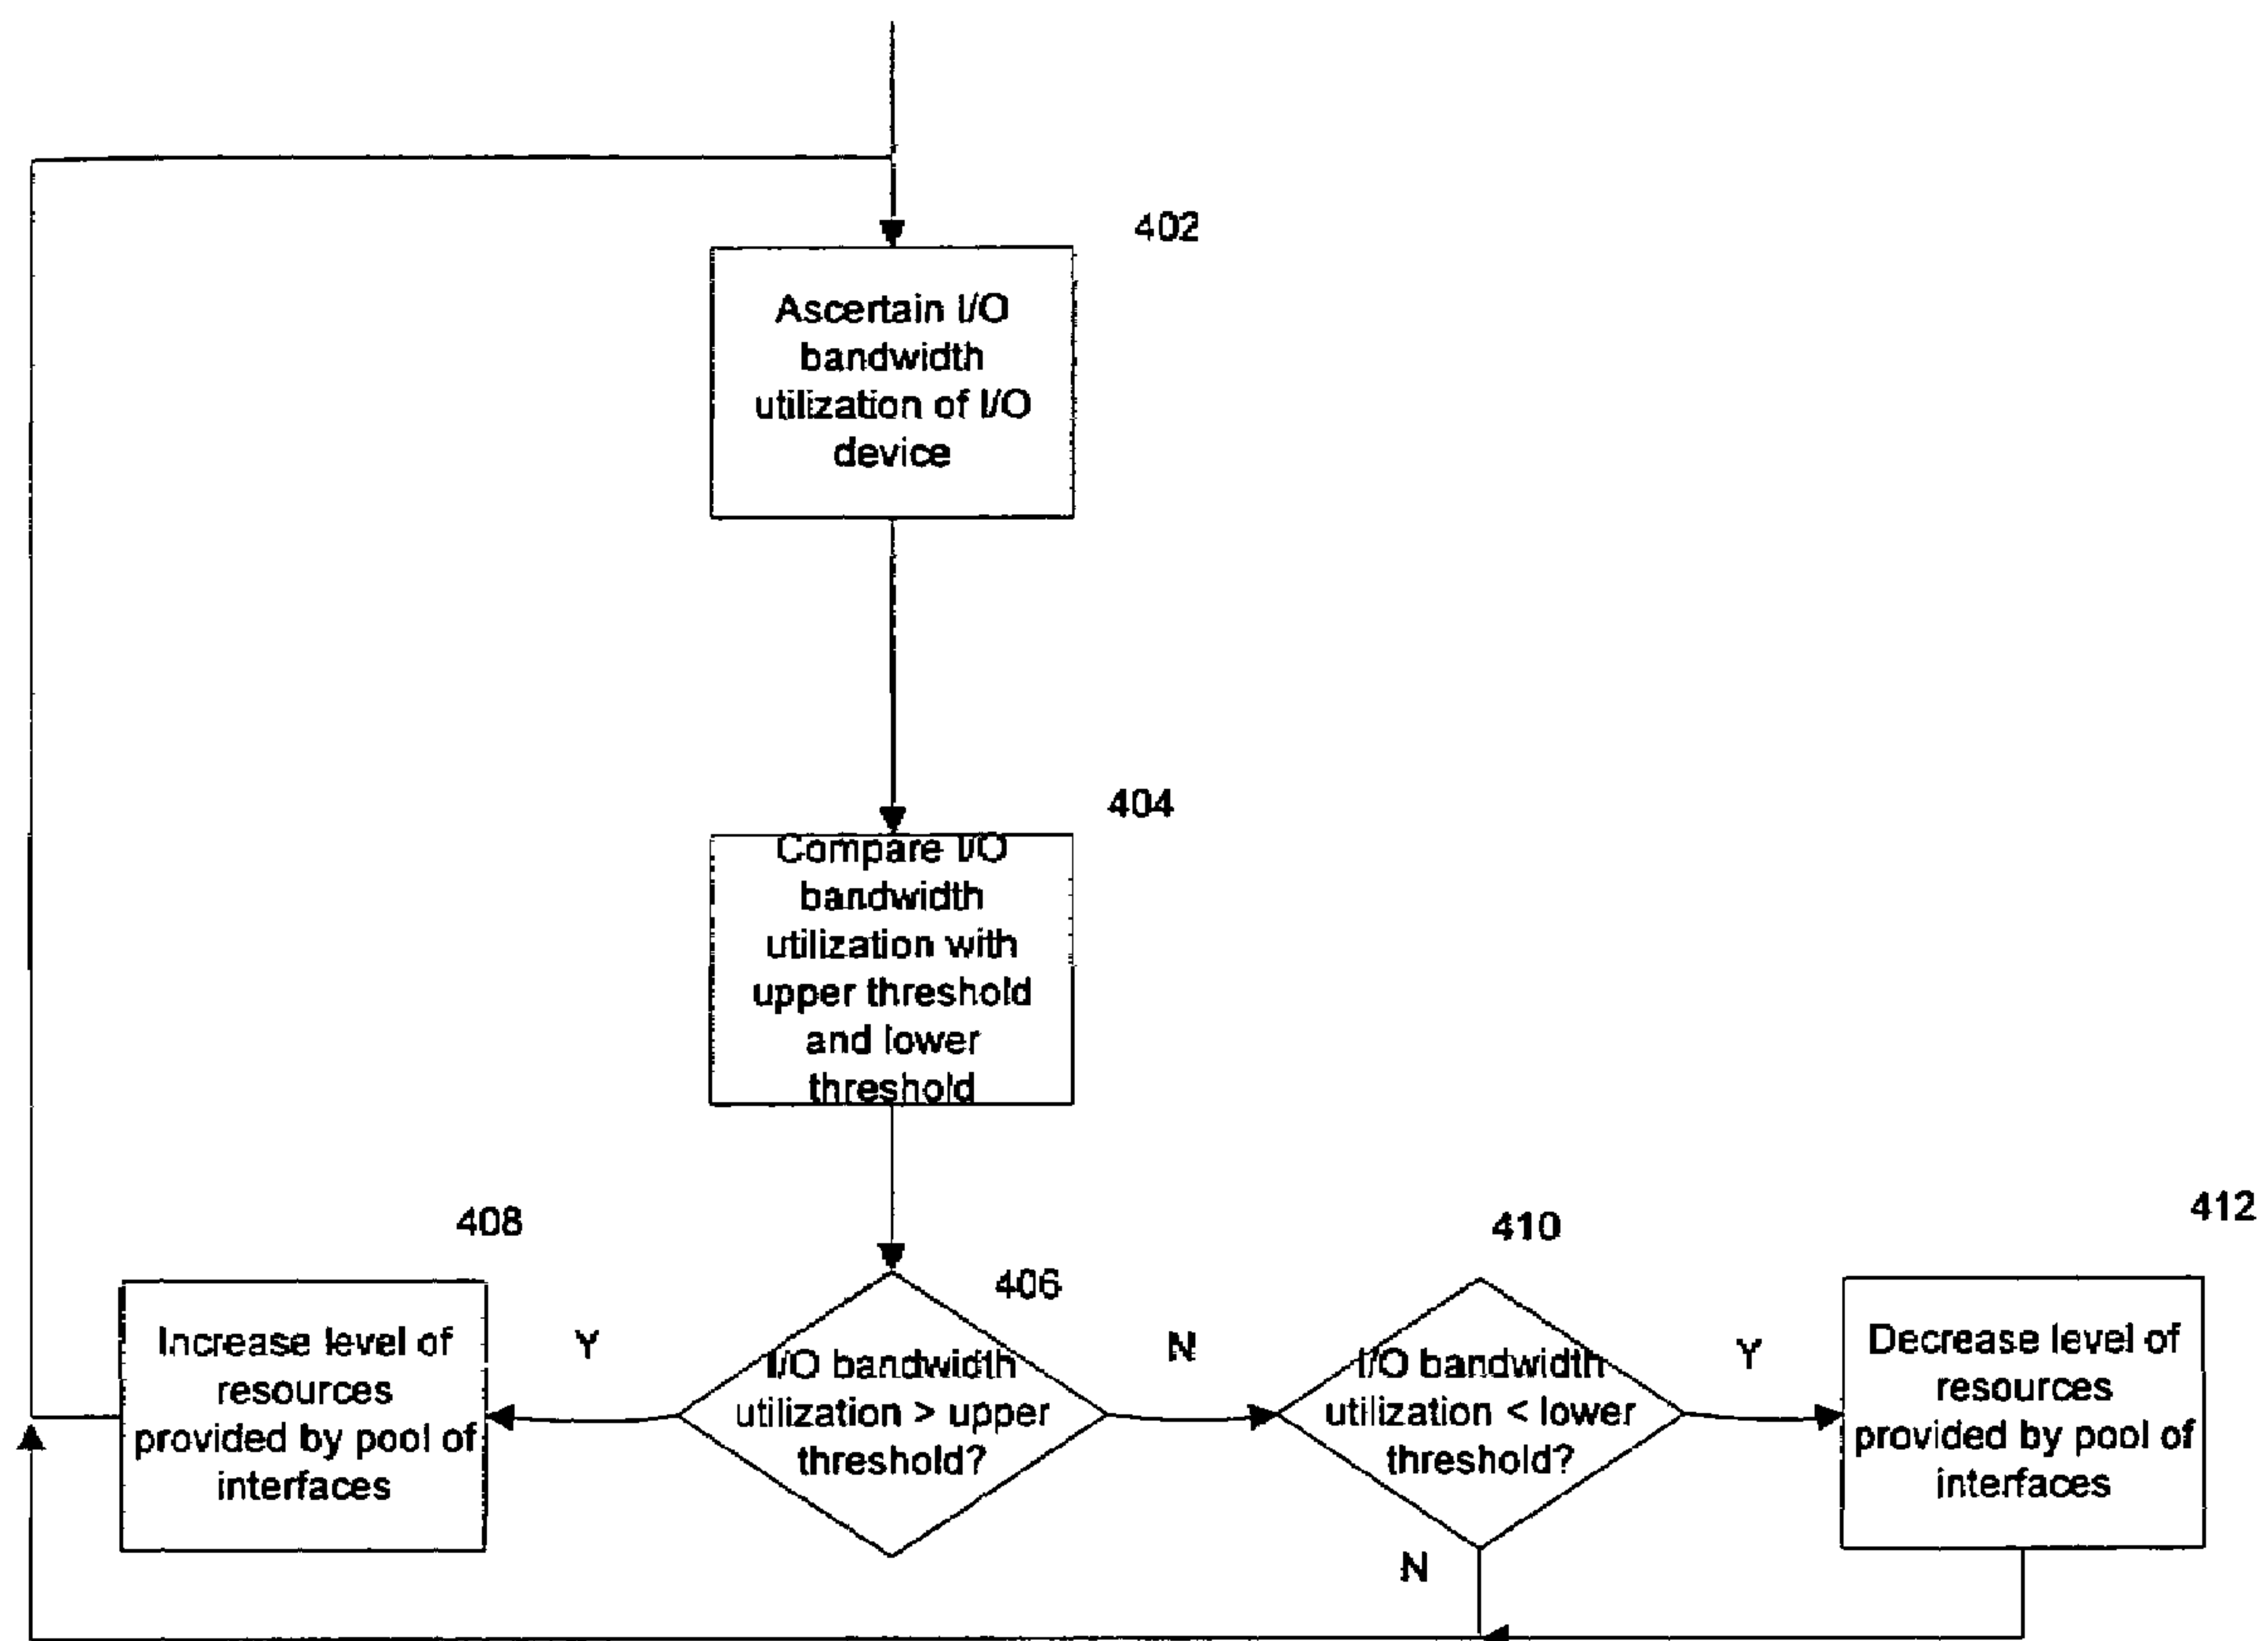 402
Ascertain I/O
bandwidth
utilization of I/O
device
404
Compare I/O
bandwidth
utilization with
upper threshold
and lower
threshold
408
Increase level of
resources
provided by pool of
interfaces
Y
406
I/O bandwidth
utilization > upper
threshold?
N
410
I/O bandwidth
utilization < lower
threshold?
N
Y
412
Decrease level of
resources
provided by pool of
interfaces